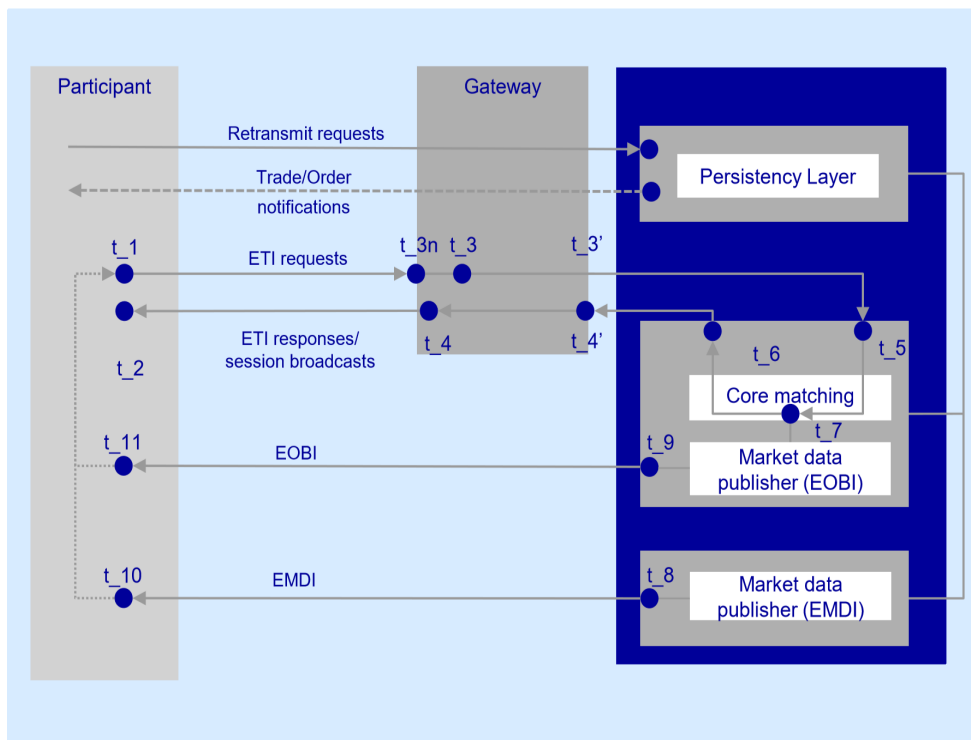 Participant
Gateway
Retransmit requests
Trade/Order
notifications
Persistency Layer
t_1
ETI requests
t_3n
t_3
t_3’
ETI responses/
session broadcasts
t_4
t_4’
t_2
t_6
t_5
Core matching
t_7
t_11
EOBI
t_9
Market data
publisher (EOBI)
t_10
EMDI
t_8
Market data
publisher (EMDI)